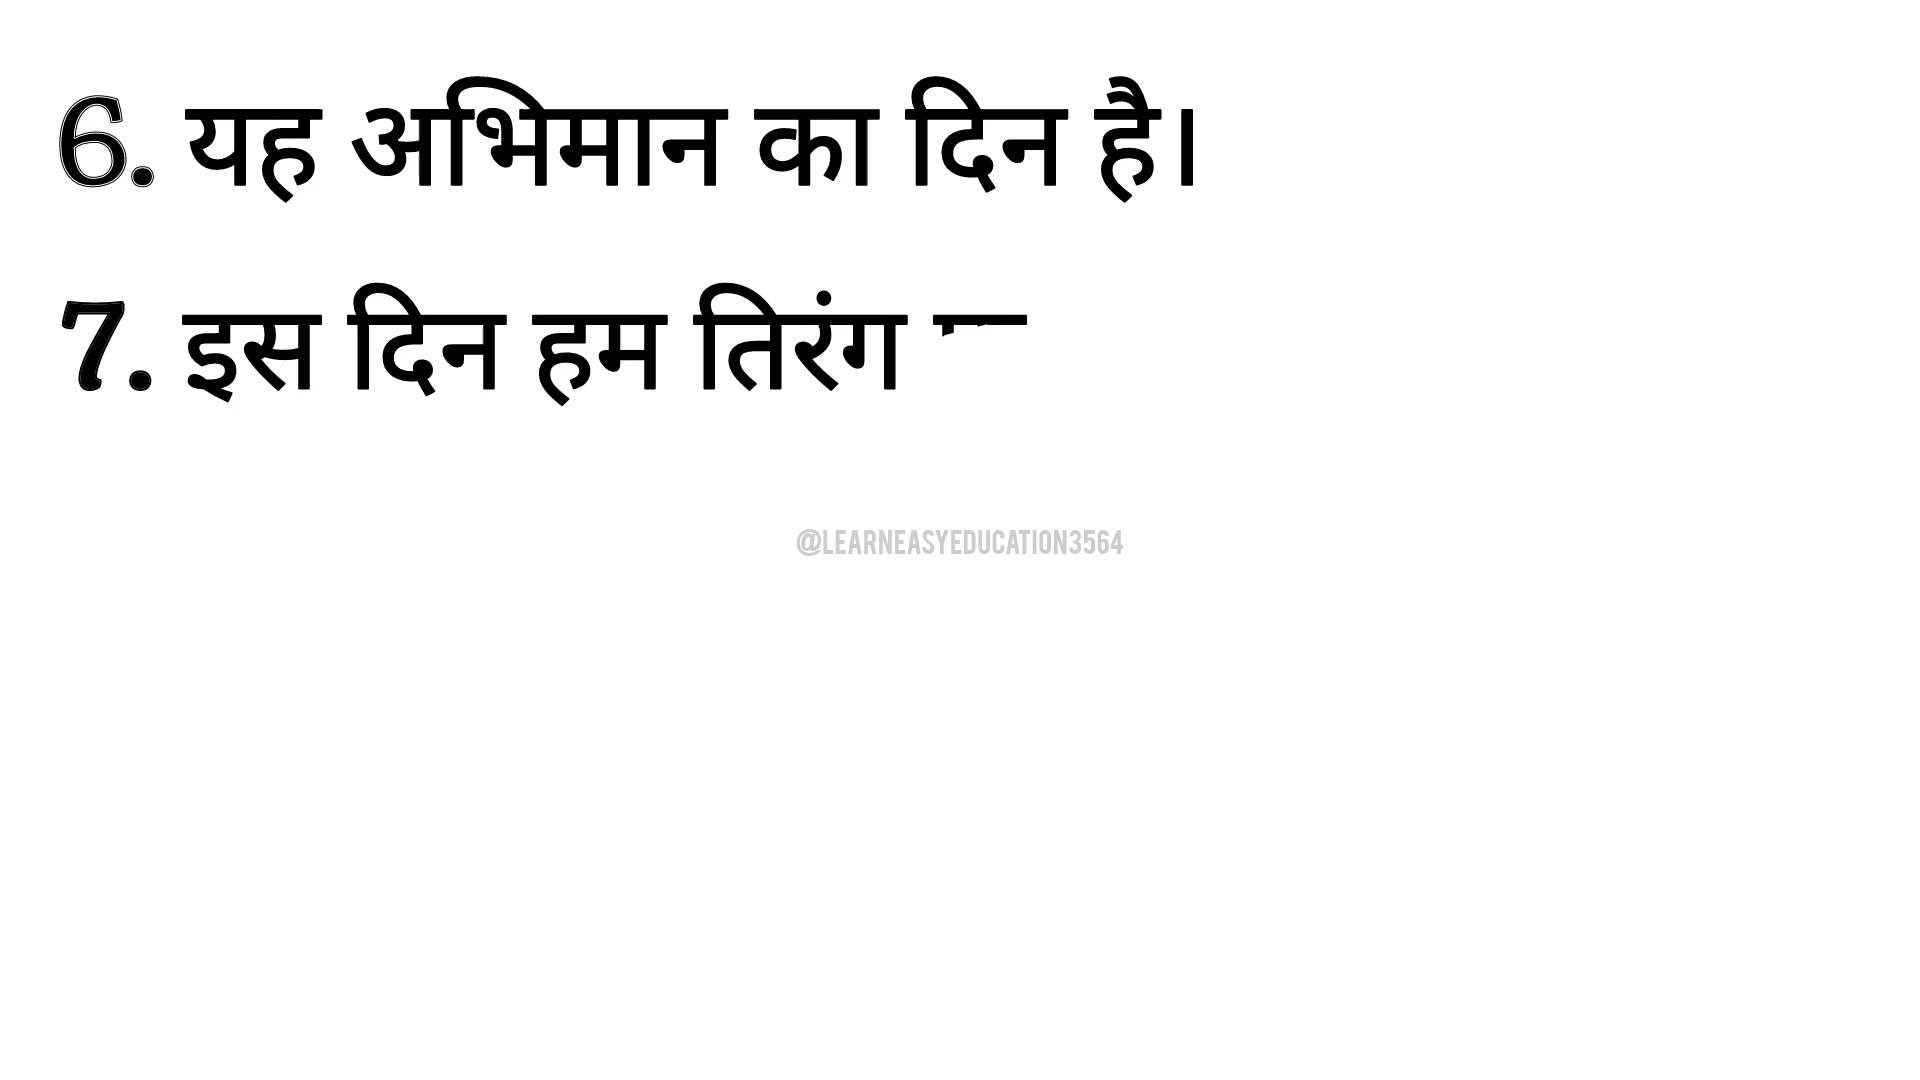 6. यह अभिमान का दिन है।
7. इस दिन हम तिरंग
@LEARNEASYEDUCATION3564